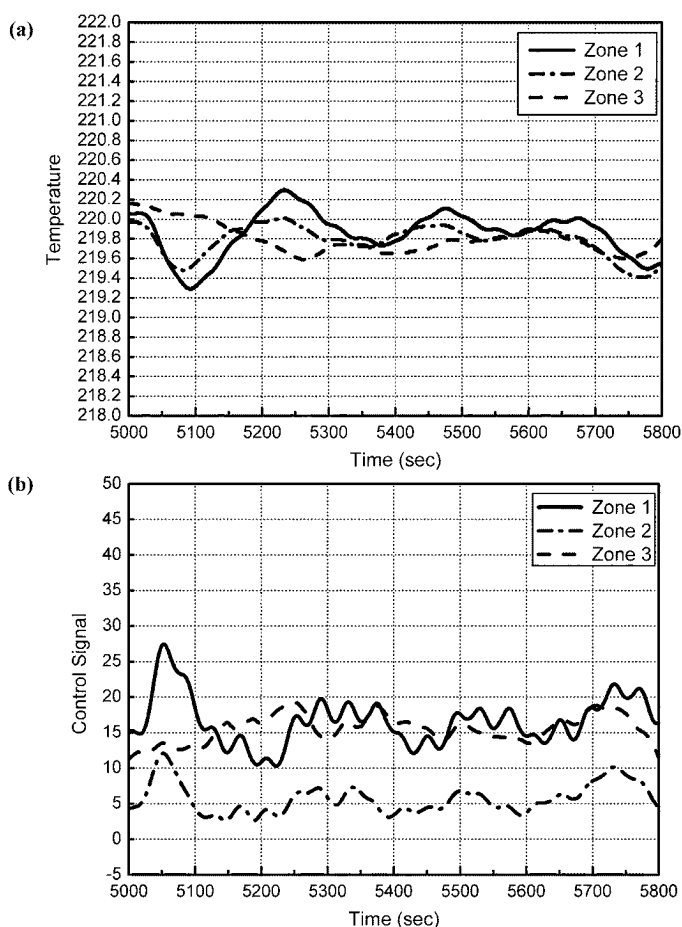 (a)
222.0
221.8
221.6
221.4
221.2
221.0
220.8
220.6
220.4
220.2
220.0
219.8
219.6
219.4
219.2
219.0
218.8
218.6
218.4
218.2
218.0
Temperature
Zone 1
Zone 2
Zone 3
5000 5100 5200 5300 5400 5500 5600 5700 5800
Time (sec)
(b)
50
45
40
35
30
25
20
15
10
5
0
-5
Control Signal
Zone 1
Zone 2
Zone 3
5000 5100 5200 5300 5400 5500 5600 5700 5800
Time (sec)